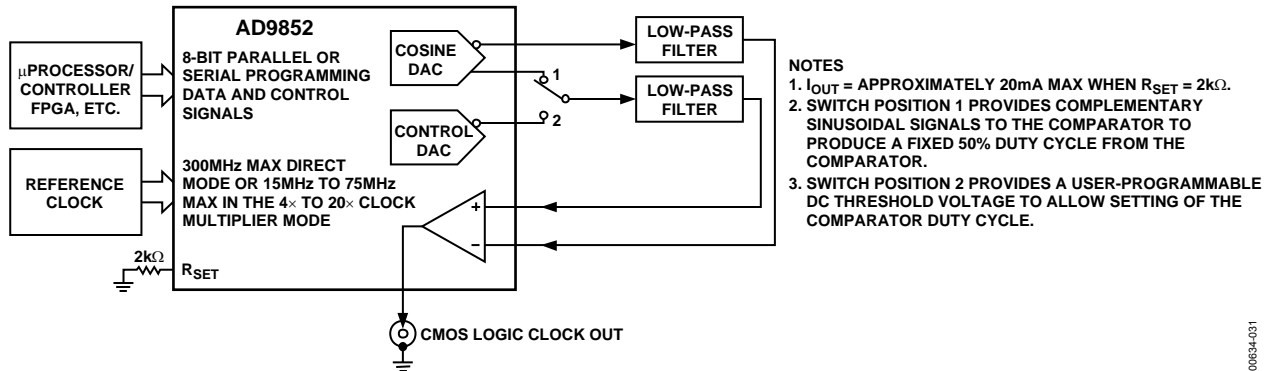 AD9852
8-BIT PARALLEL OR
SERIAL PROGRAMMING
DATA AND CONTROL
SIGNALS
μPROCESSOR/
CONTROLLER
FPGA, ETC.
REFERENCE
CLOCK
300MHz MAX DIRECT
MODE OR 15MHz TO 75MHz
MAX IN THE 4× TO 20× CLOCK
MULTIPLIER MODE
2kΩ
RSET
COSINE
DAC
CONTROL
DAC
1
2
LOW-PASS
FILTER
LOW-PASS
FILTER
+
–
CMOS LOGIC CLOCK OUT
NOTES
1. IOUT = APPROXIMATELY 20mA MAX WHEN RSET = 2kΩ.
2. SWITCH POSITION 1 PROVIDES COMPLEMENTARY
SINUSOIDAL SIGNALS TO THE COMPARATOR TO
PRODUCE A FIXED 50% DUTY CYCLE FROM THE
COMPARATOR.
3. SWITCH POSITION 2 PROVIDES A USER-PROGRAMMABLE
DC THRESHOLD VOLTAGE TO ALLOW SETTING OF THE
COMPARATOR DUTY CYCLE.
00634-031